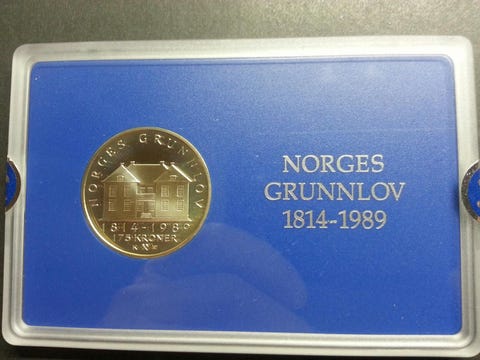 NORGES GRUNNLOV
1814-1989
175 KRONER
NORGES
GRUNNLOV
1814-1989